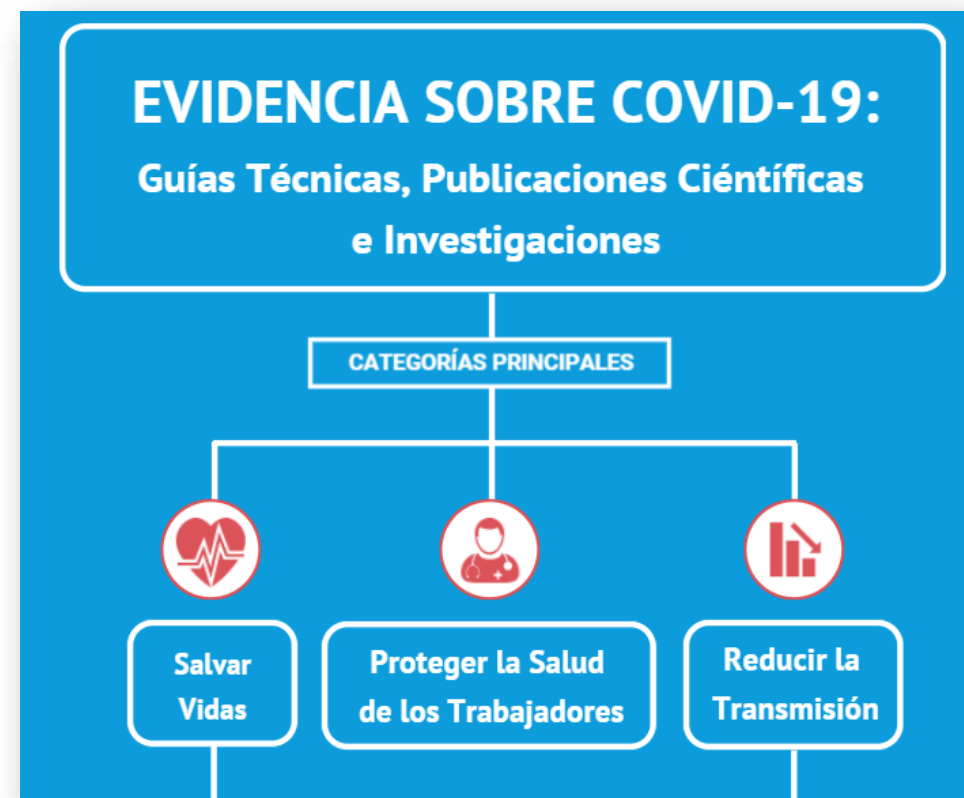 EVIDENCIA SOBRE COVID-19:
Guías Técnicas, Publicaciones Ciéntíficas
e Investigaciones
CATEGORÍAS PRINCIPALES
Salvar
Vidas
Proteger la Salud
de los Trabajadores
Reducir la
Transmisión